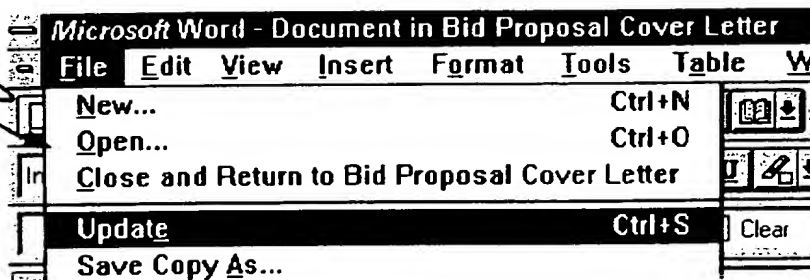 Microsoft Word - Document in Bid Proposal Cover Letter
File Edit View Insert Format Tools Table
New... Ctrl+N
Open... Ctrl+O
Close and Return to Bid Proposal Cover Letter
Update Ctrl+S
Clear
Save Copy As...